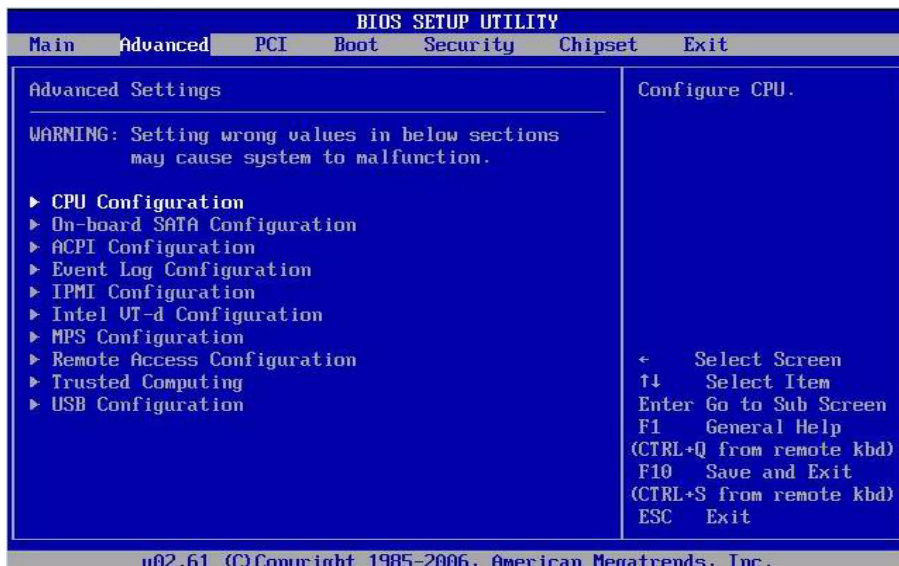 BIOS SETUP UTILITY
Main Advanced PCI Boot Security Chipset Exit
Advanced Settings
WARNING: Setting wrong values in below sections
may cause system to malfunction.
▶ CPU Configuration
▶ On-board SATA Configuration
▶ ACPI Configuration
▶ Event Log Configuration
▶ IPMI Configuration
▶ Intel VT-d Configuration
▶ MPS Configuration
▶ Remote Access Configuration
▶ Trusted Computing
▶ USB Configuration
Configure CPU.
← Select Screen
↑↓ Select Item
Enter Go to Sub Screen
F1 General Help
(CTRL+Q from remote kbd)
F10 Save and Exit
(CTRL+S from remote kbd)
ESC Exit
v02.61 (C)Copyright 1985-2006, American Megatrends, Inc.